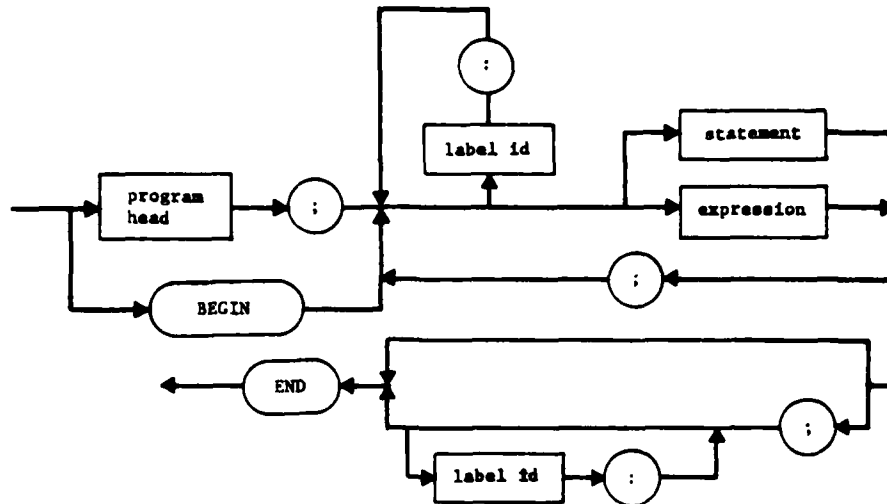 :
label id
statement
program
head
;
expression
;
BEGIN
END
;
label id
: